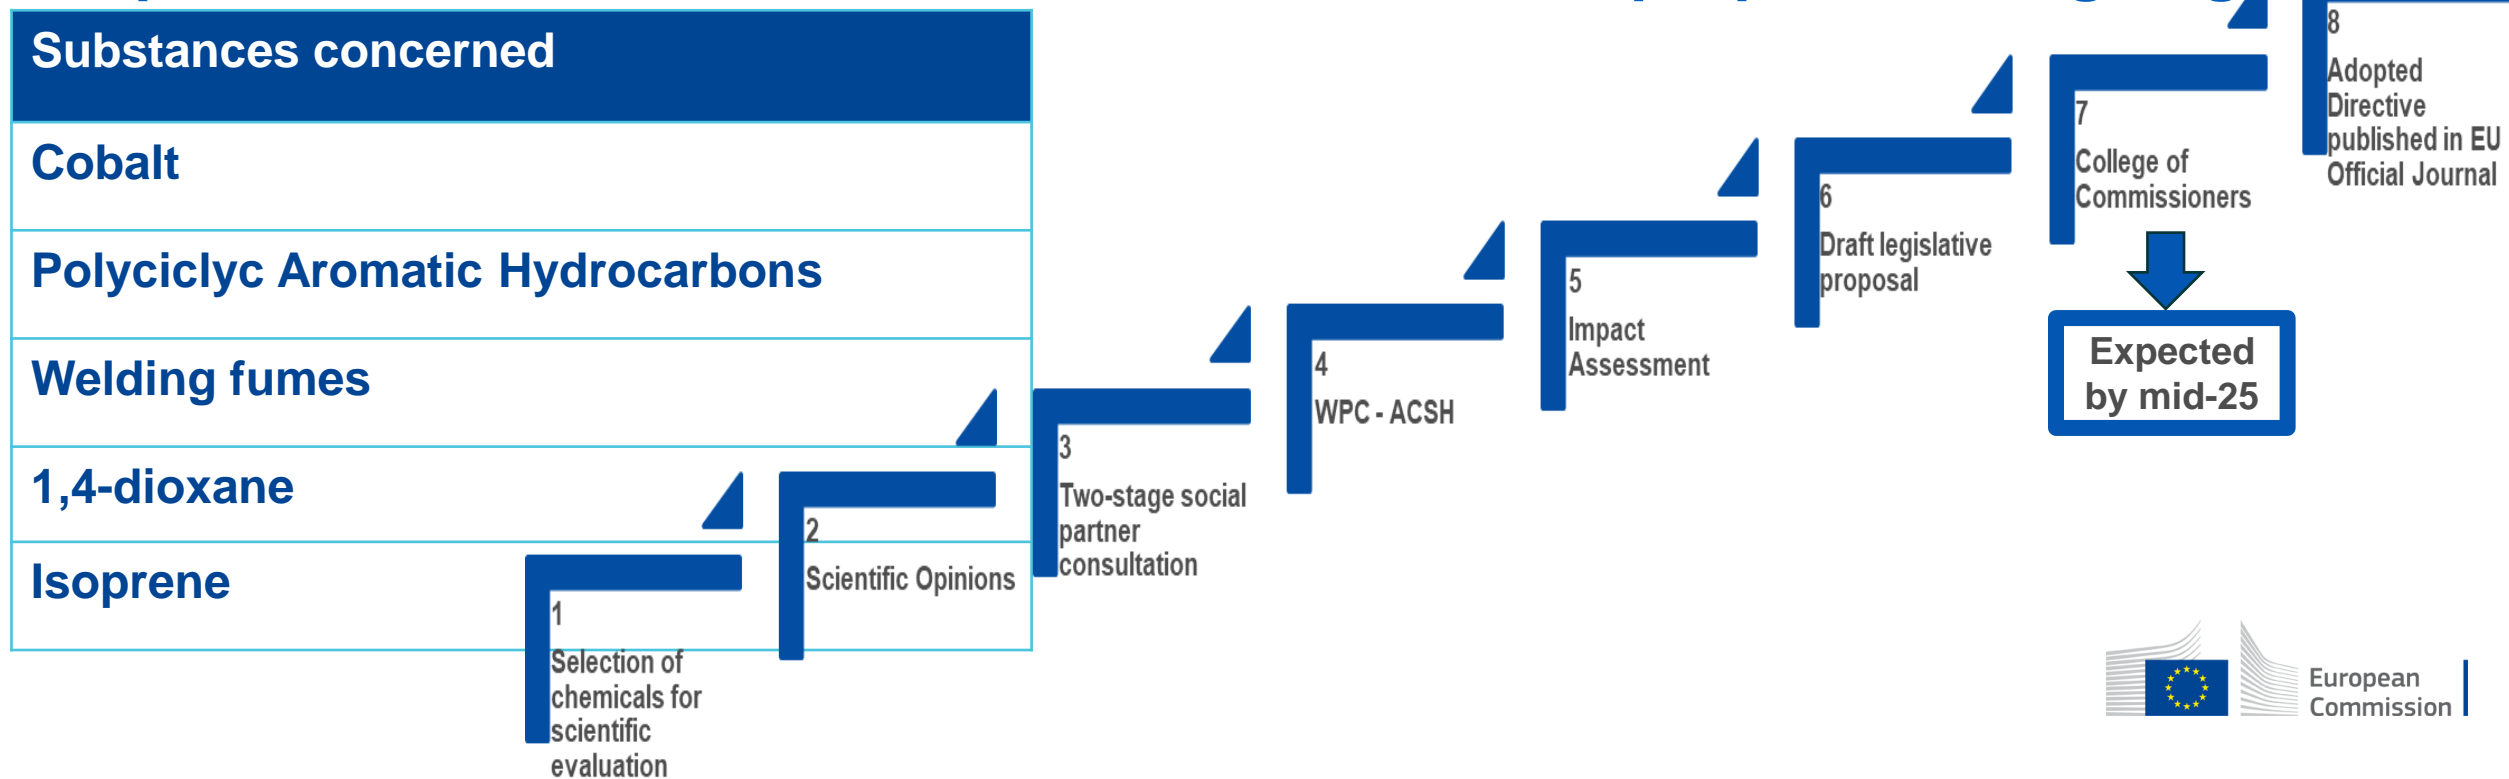 Substances concerned
Cobalt
Polyciclyc Aromatic Hydrocarbons
Welding fumes
1,4-dioxane
Isoprene
1
Selection of
chemicals for
scientific
evaluation
2
Scientific Opinions
3
Two-stage social
partner
consultation
4
WPC - ACSH
5
Impact
Assessment
6
Draft legislative
proposal
7
College of
Commissioners
8
Adopted
Directive
published in EU
Official Journal
Expected
by mid-25
European
Commission